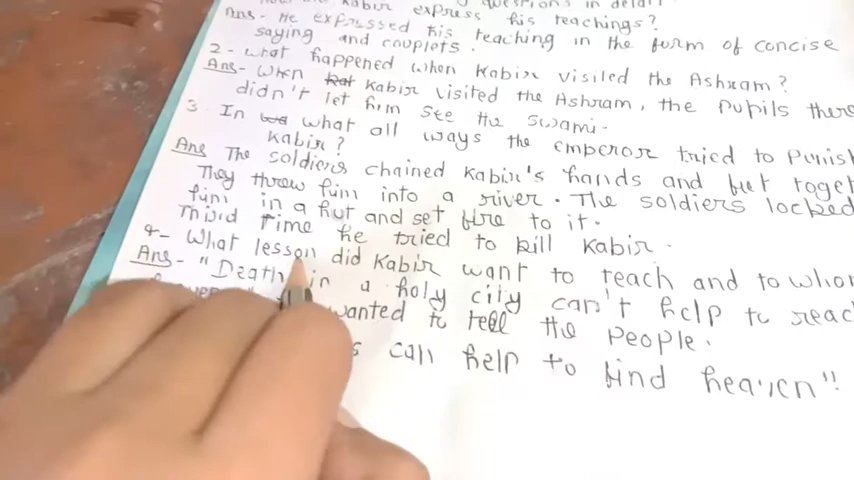 Kabir express his teachings?
Ans- He expressed his teaching in the form of concise
saying and couplets.
2- what happened when Kabir visited the Ashram?
Ans- When Kabir visited the Ashram, the pupils there
didn't let him see the swami.
3. In what all ways the emperor tried to Punish
Kabir?
Ans The soldiers chained Kabir's hands and
They threw him into a river. The soldiers locked
him in a hut and set fire to it.
Third time he tried to kill Kabir.
4- What lesson did Kabir want to teach and to whom
Ans- "Death in a holy city can't help to reach
wanted to tell the people.
can help to find heaven"